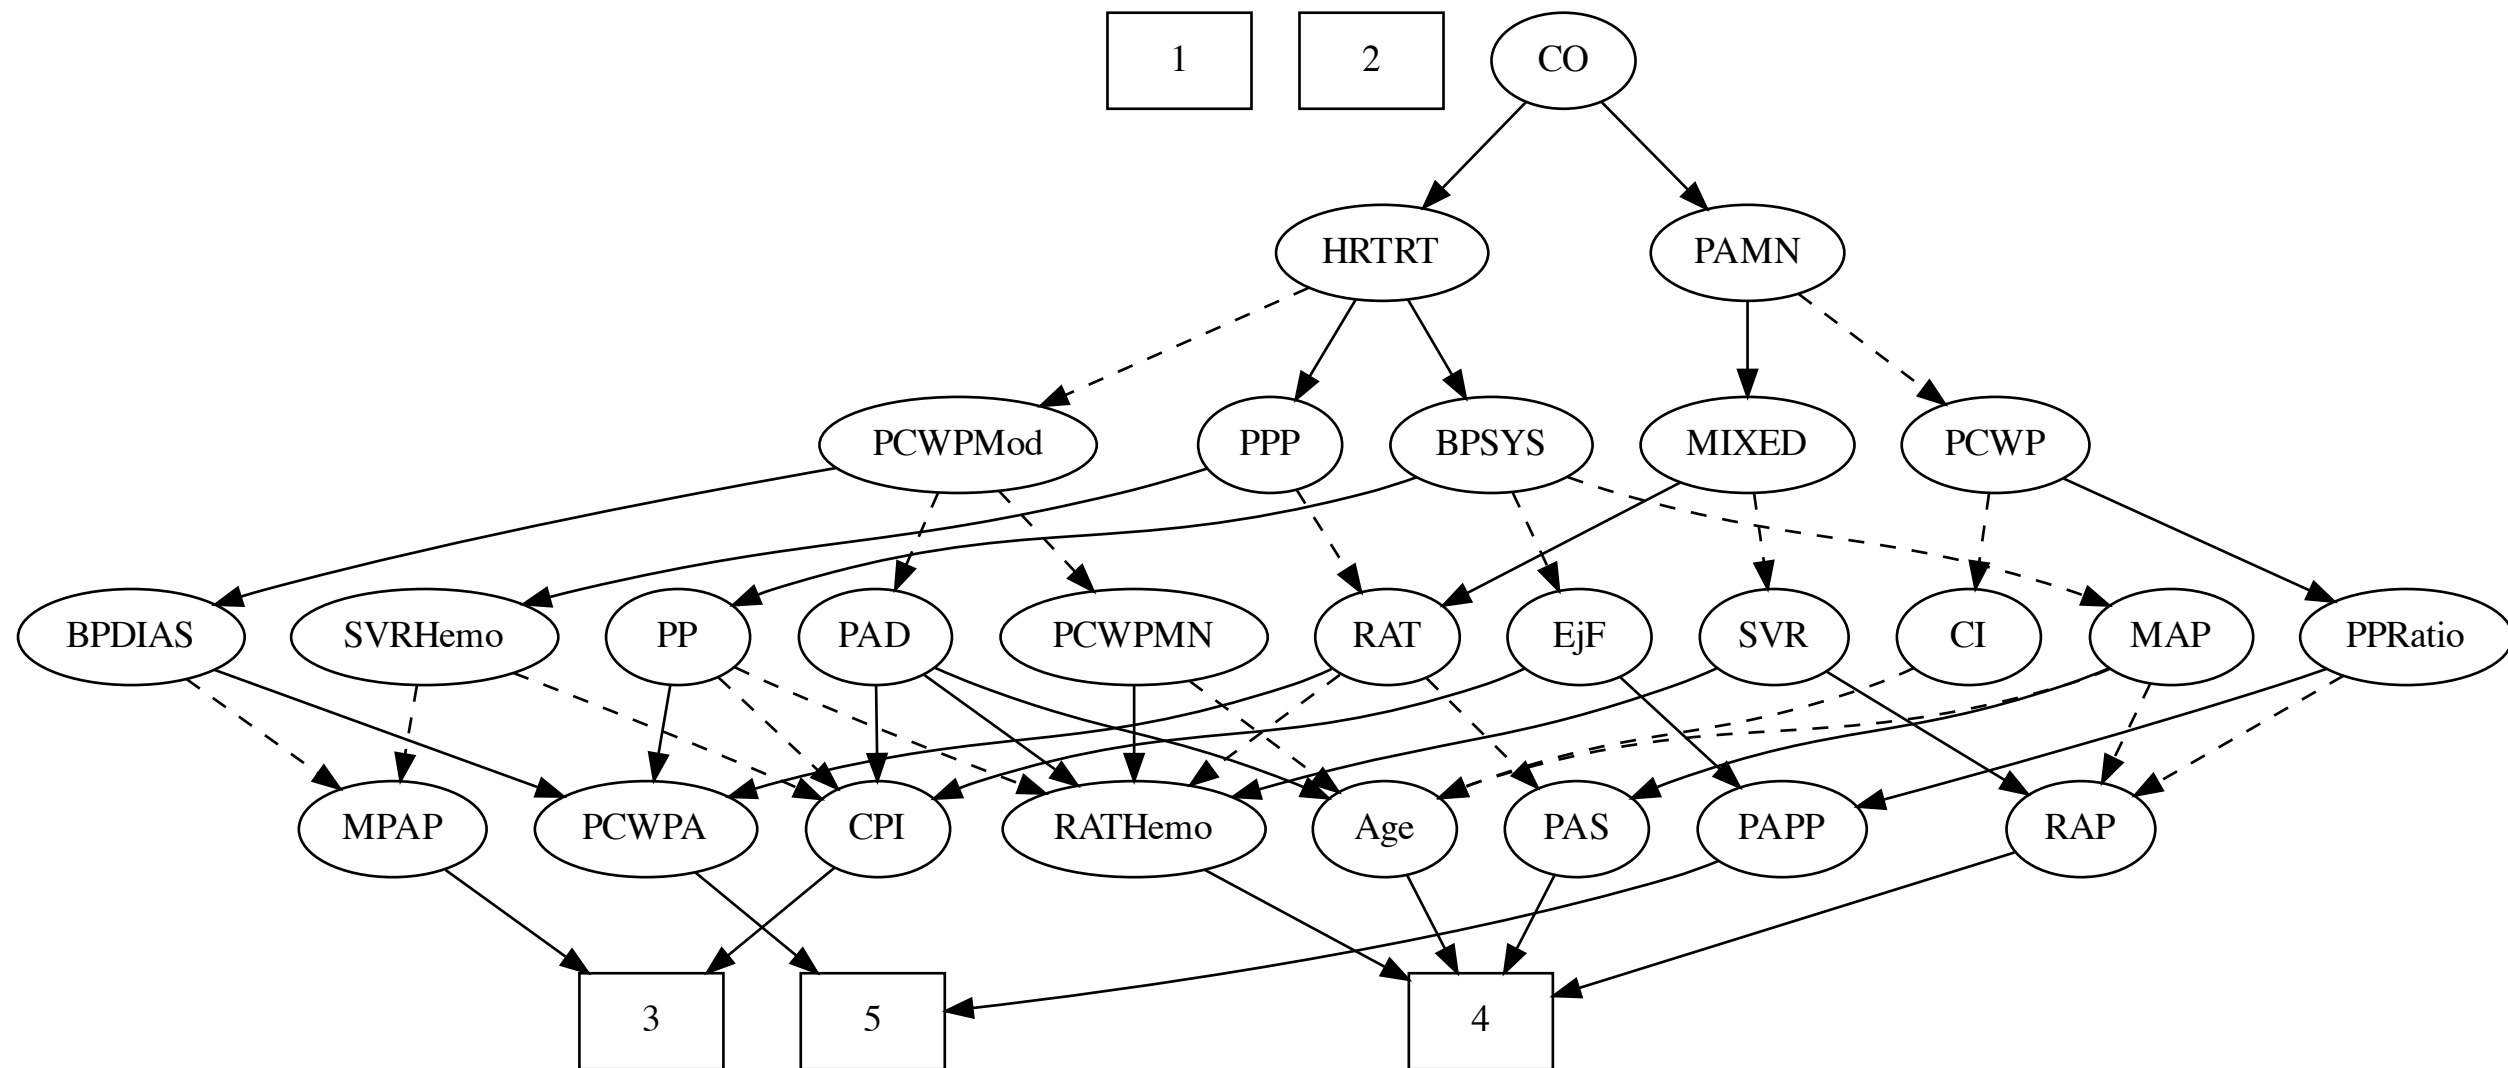 1
2
CO
HRTRT
PAMN
PCWPMod
PPP
BPSYS
MIXED
PCWP
BPDIAS
SVRHemo
PP
PAD
PCWPMN
RAT
EjF
SVR
CI
MAP
PPRatio
MPAP
PCWPA
CPI
RATHemo
Age
PAS
PAPP
RAP
3
5
4